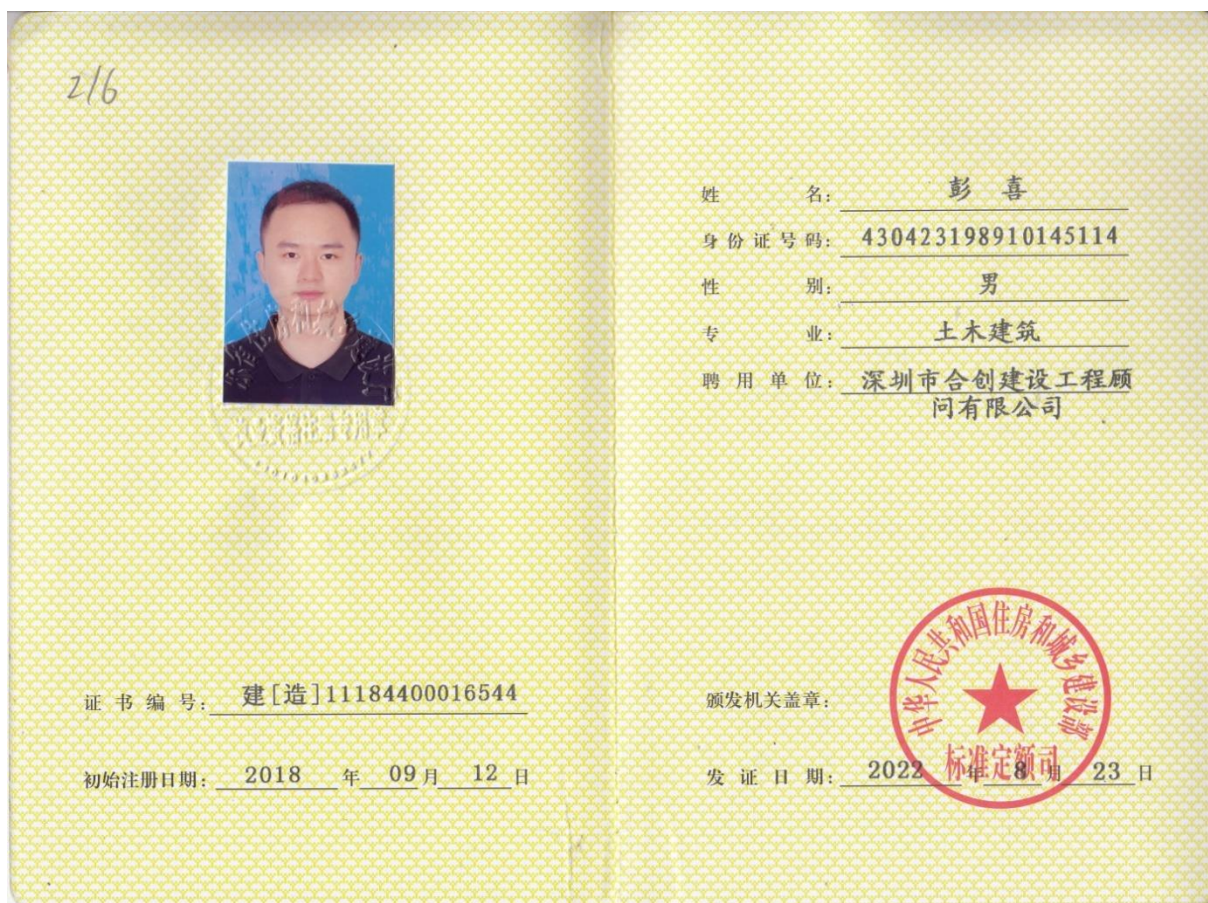 216
姓 名: 彭 喜
身份证号码: 430423198910145114
性 别: 男
专 业: 土木建筑
聘用单位: 深圳市合创建设工程顾
问有限公司
证书编号: 建[造]11184400016544
初始注册日期: 2018 年 09 月 12 日
颁发机关盖章:
中华人民共和国住房和城乡建设部
标准定额司
发证日期: 2022 年 8 月 23 日